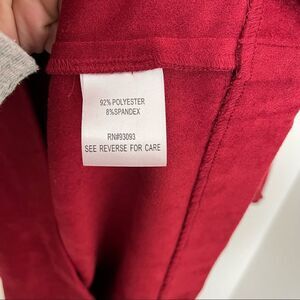 92%POLYESTER
8%SPANDEX
RN#93093
SEE REVERSE FOR CARE